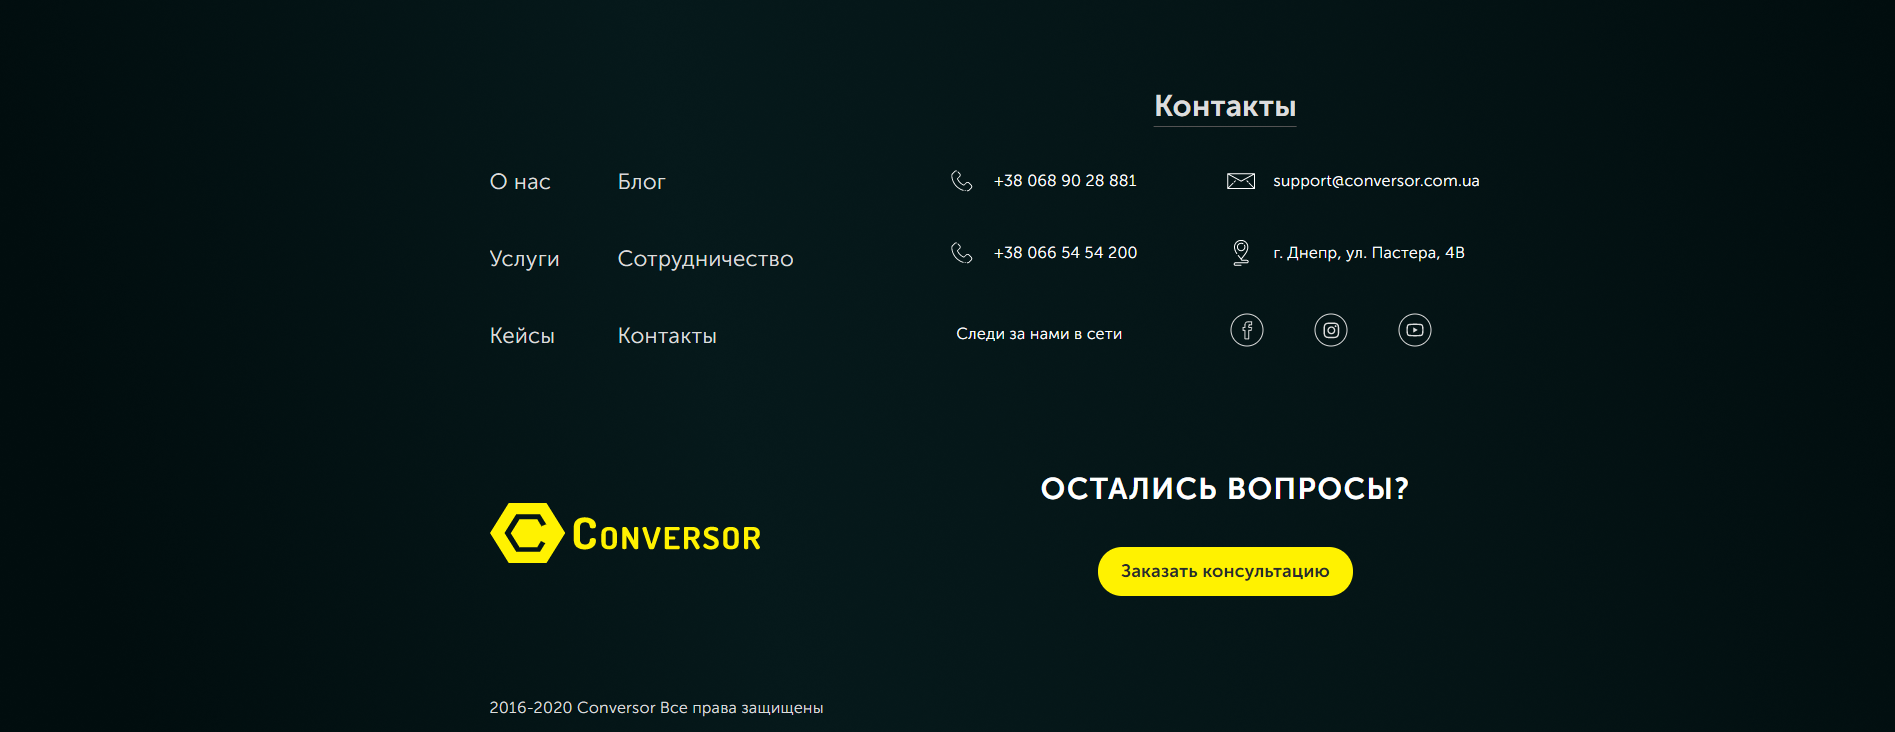 Контакты
О нас
Блог
+38 068 90 28 881
support@conversor.com.ua
Услуги
Сотрудничество
+38 066 54 54 200
г. Днепр, ул. Пастера, 4В
Кейсы
Контакты
Следи за нами в сети
ОСТАЛИСЬ ВОПРОСЫ?
CONVERSOR
Заказать консультацию
2016-2020 Conversor Все права защищены